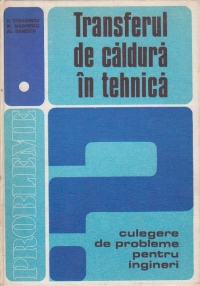 Transferul
de căldură
în tehnică
PROBLEME
culegere
de probleme
pentru
ingineri